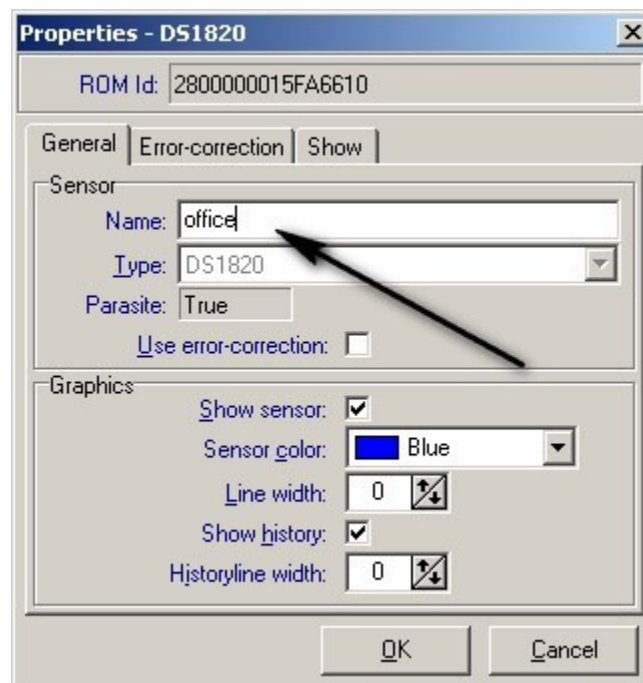 Properties - DS1820
ROM Id: 2800000015FA6610
General Error-correction Show
Sensor
Name: office
Type: DS1820
Parasite: True
Use error-correction:
Graphics
Show sensor:
Sensor color: Blue
Line width: 0
Show history:
Historyline width: 0
OK Cancel